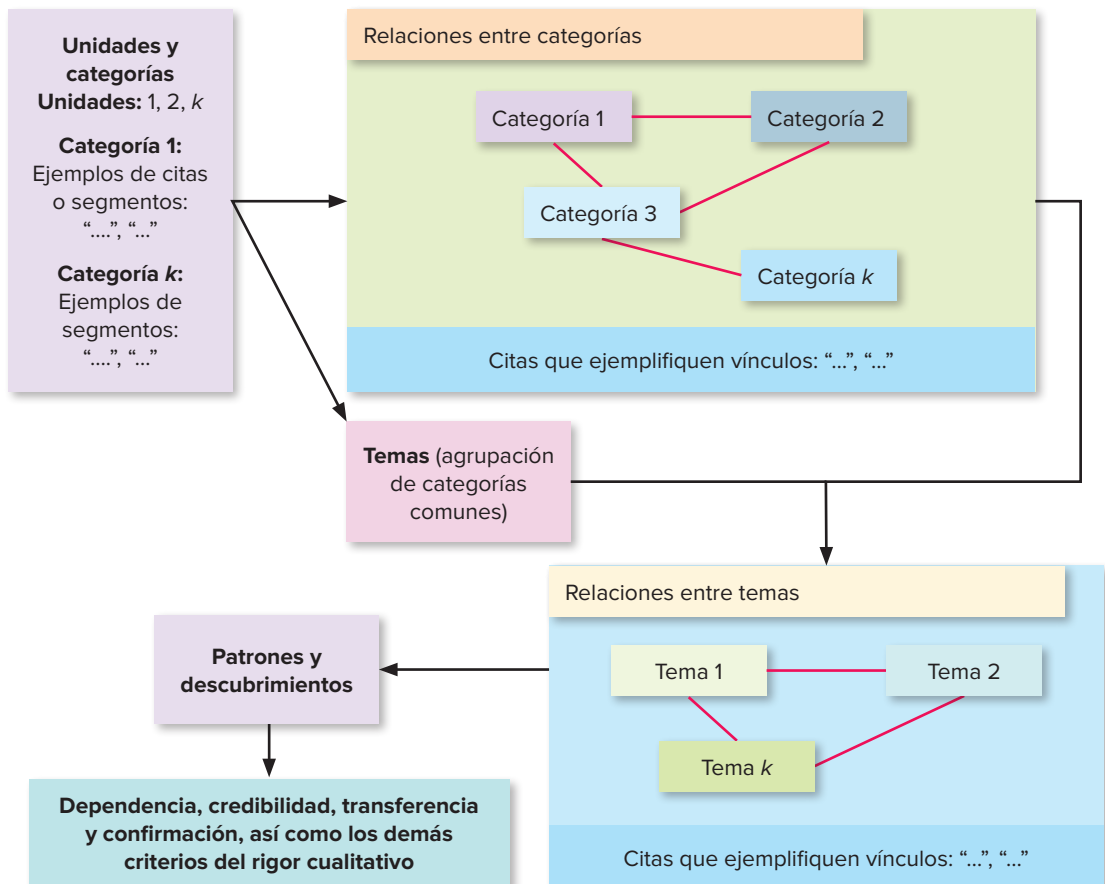 Unidades y
categorías
Unidades: 1, 2, k
Categoría 1:
Ejemplos de citas
o segmentos:
“....”, “...”
Categoría k:
Ejemplos de
segmentos:
“....”, “...”
Relaciones entre categorías
Categoría 1
Categoría 2
Categoría 3
Categoría k
Citas que ejemplifiquen vínculos: “...”, “...”
Temas (agrupación
de categorías
comunes)
Relaciones entre temas
Tema 1
Tema 2
Tema k
Citas que ejemplifiquen vínculos: “...”, “...”
Patrones y
descubrimientos
Dependencia, credibilidad, transferencia
y confirmación, así como los demás
criterios del rigor cualitativo